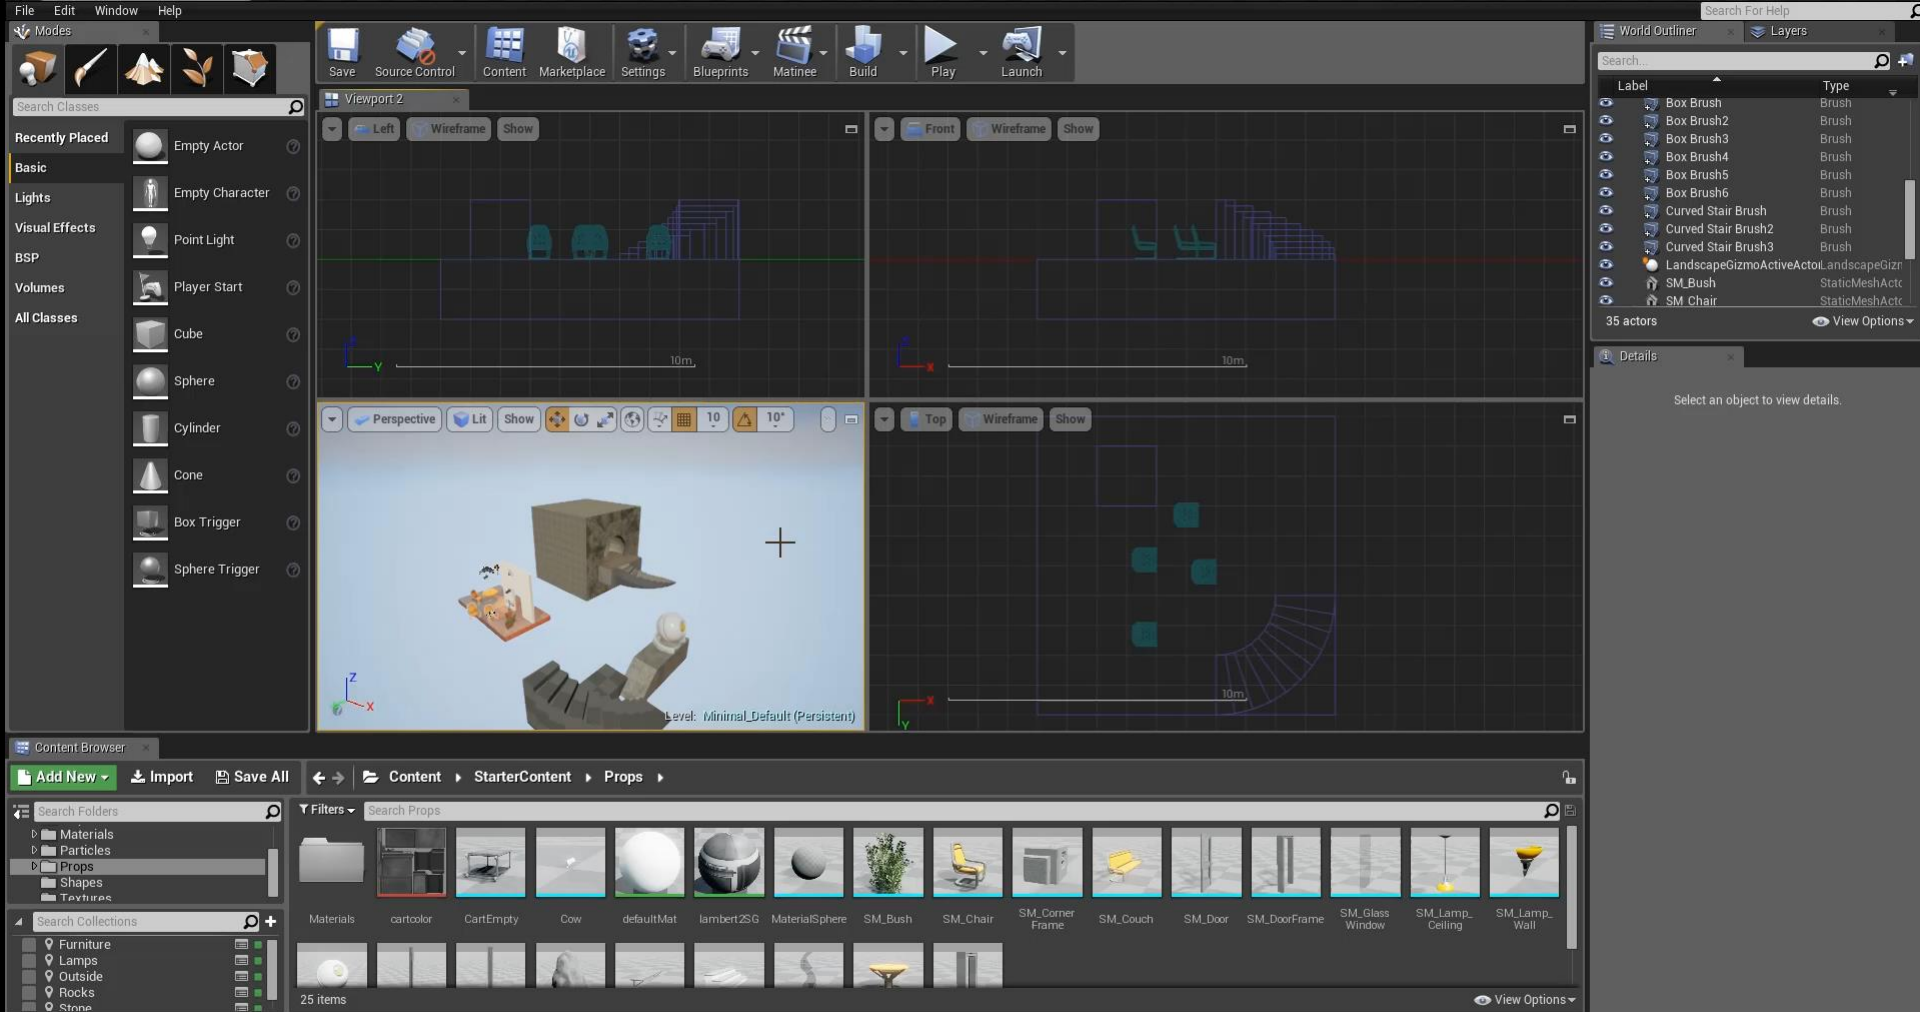 File Edit Window Help
Search For Help
Modes
Save
Source Control
Content
Marketplace
Settings
Blueprints
Matinee
Build
Play
Launch
World Outliner
Layers
Search Classes
Recently Placed
Basic
Lights
Visual Effects
BSP
Volumes
All Classes
Empty Actor
Empty Character
Point Light
Player Start
Cube
Sphere
Cylinder
Cone
Box Trigger
Sphere Trigger
Viewport 2
Left Wireframe Show
10m
Y
Front Wireframe Show
10m
X
Perspective Lit Show 10 10°
Z
X
Level: Minimal_Default (Persistent)
Top Wireframe Show
10m
X
Y
Search...
Label Type
Box Brush Brush
Box Brush2 Brush
Box Brush3 Brush
Box Brush4 Brush
Box Brush5 Brush
Box Brush6 Brush
Curved Stair Brush Brush
Curved Stair Brush2 Brush
Curved Stair Brush3 Brush
LandscapeGizmoActiveActor LandscapeGizn
SM_Bush StaticMeshActo
SM_Chair StaticMeshActo
35 actors
View Options
Details
Select an object to view details.
Content Browser
Add New Import Save All Content StarterContent Props
Search Folders
Materials
Particles
Props
Shapes
Textures
Search Collections
Furniture
Lamps
Outside
Rocks
Stone
Filters
Search Props
Materials
cartcolor
CartEmpty
Cow
defaultMat
lambert2SG
MaterialSphere
SM_Bush
SM_Chair
SM_Corner
Frame
SM_Couch
SM_Door
SM_DoorFrame
SM_Glass
Window
SM_Lamp_
Ceiling
SM_Lamp_
Wall
25 items
View Options